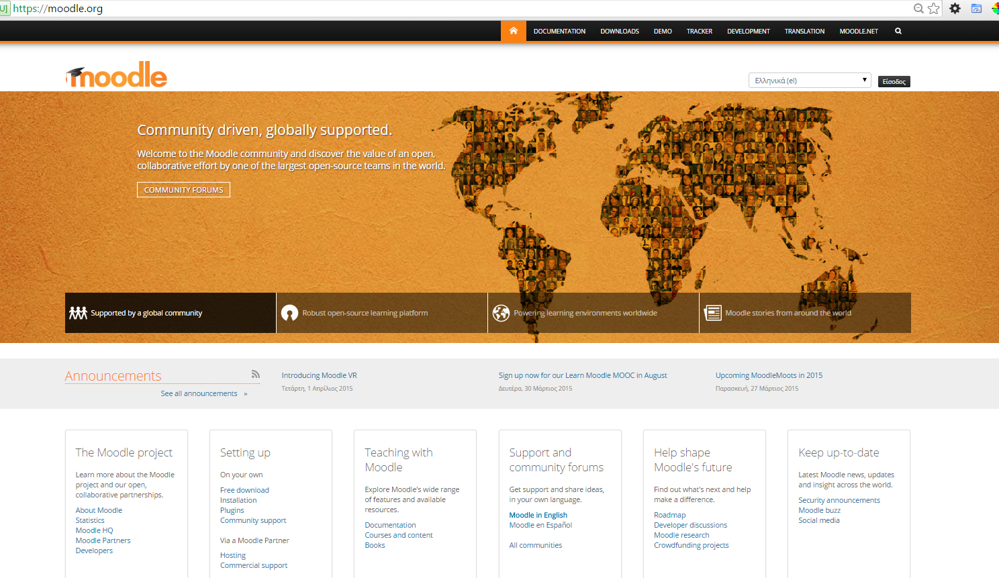 U] https://moodle.org
DOCUMENTATION DOWNLOADS DEMO TRACKER DEVELOPMENT TRANSLATION MOODLE.NET
moodle
Ελληνικά (el)
Είσοδος
Community driven, globally supported.
Welcome to the Moodle community and discover the value of an open,
collaborative effort by one of the largest open-source teams in the world.
COMMUNITY FORUMS
Supported by a global community
Robust open-source learning platform
Powering learning environments worldwide
Moodle stories from around the world
Announcements
See all announcements »
Introducing Moodle VR
Τετάρτη, 1 Απρίλιος 2015
Sign up now for our Learn Moodle MOOC in August
Δευτέρα, 30 Μάρτιος 2015
Upcoming MoodleMoots in 2015
Παρασκευή, 27 Μάρτιος 2015
The Moodle project
Learn more about the Moodle
project and our open,
collaborative partnerships.
About Moodle
Statistics
Moodle HQ
Moodle Partners
Developers
Setting up
On your own
Free download
Installation
Plugins
Community support
Via a Moodle Partner
Hosting
Commercial support
Teaching with
Moodle
Explore Moodle's wide range
of features and available
resources.
Documentation
Courses and content
Books
Support and
community forums
Get support and share ideas,
in your own language.
Moodle in English
Moodle en Español
All communities
Help shape
Moodle's future
Find out what's next and help
make a difference.
Roadmap
Developer discussions
Moodle research
Crowdfunding projects
Keep up-to-date
Latest Moodle news, updates
and insight across the world.
Security announcements
Moodle buzz
Social media